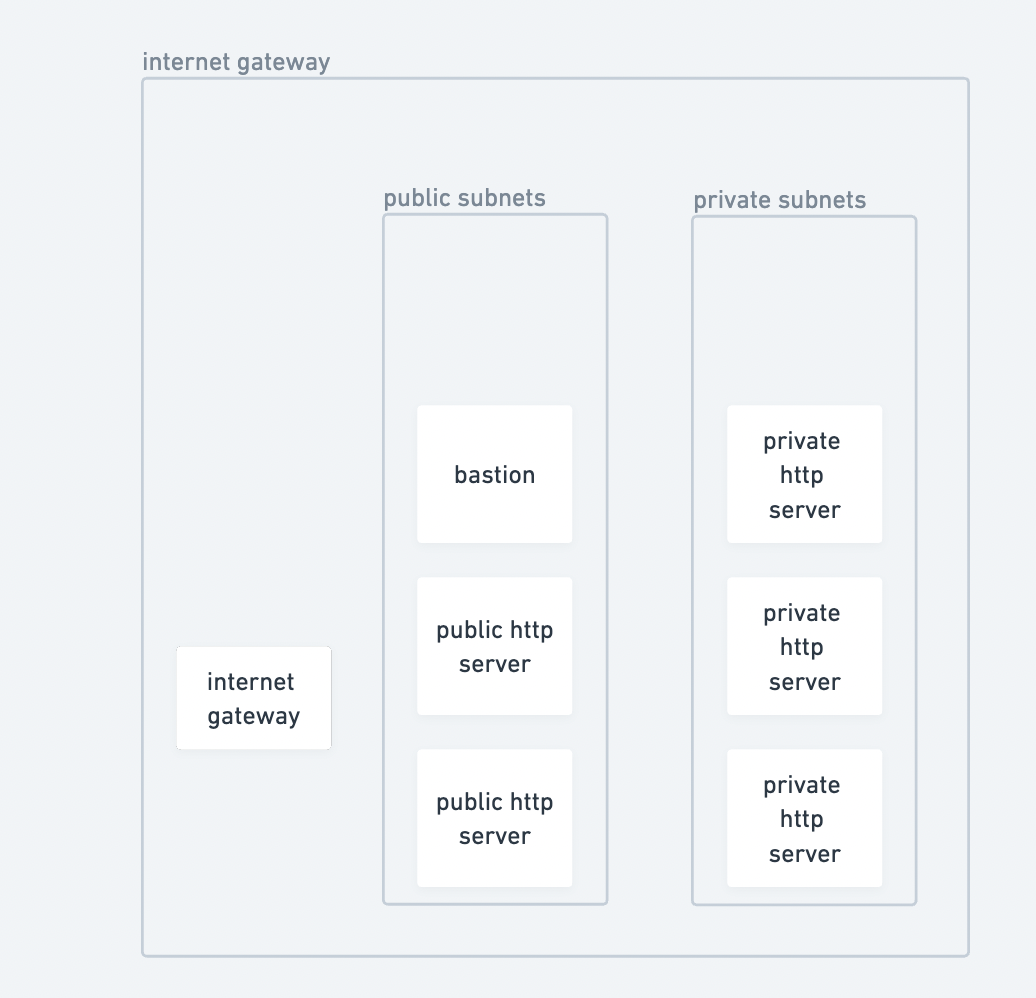 internet gateway
public subnets
private subnets
bastion
private
http
server
public http
server
private
http
server
internet
gateway
public http
server
private
http
server